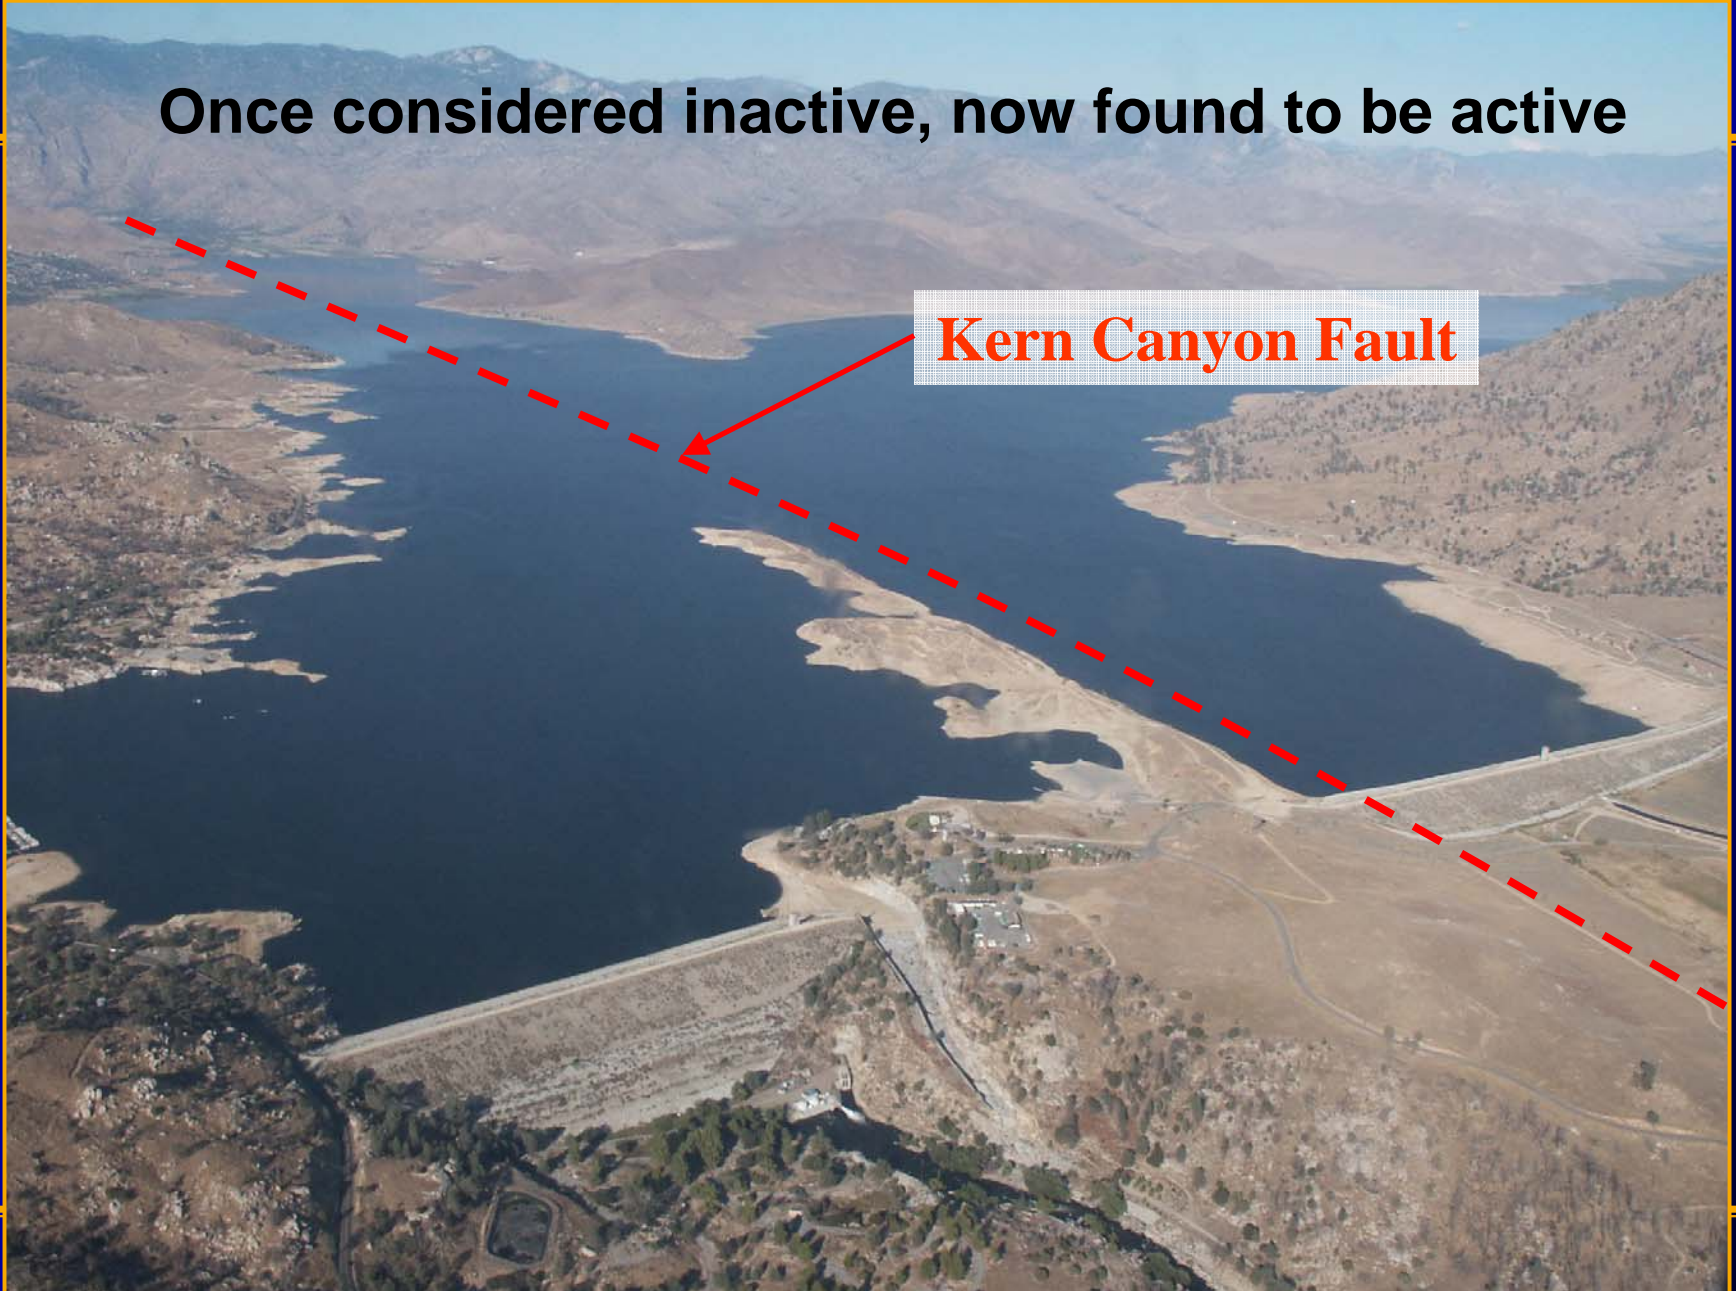 Once considered inactive, now found to be active
Kern Canyon Fault